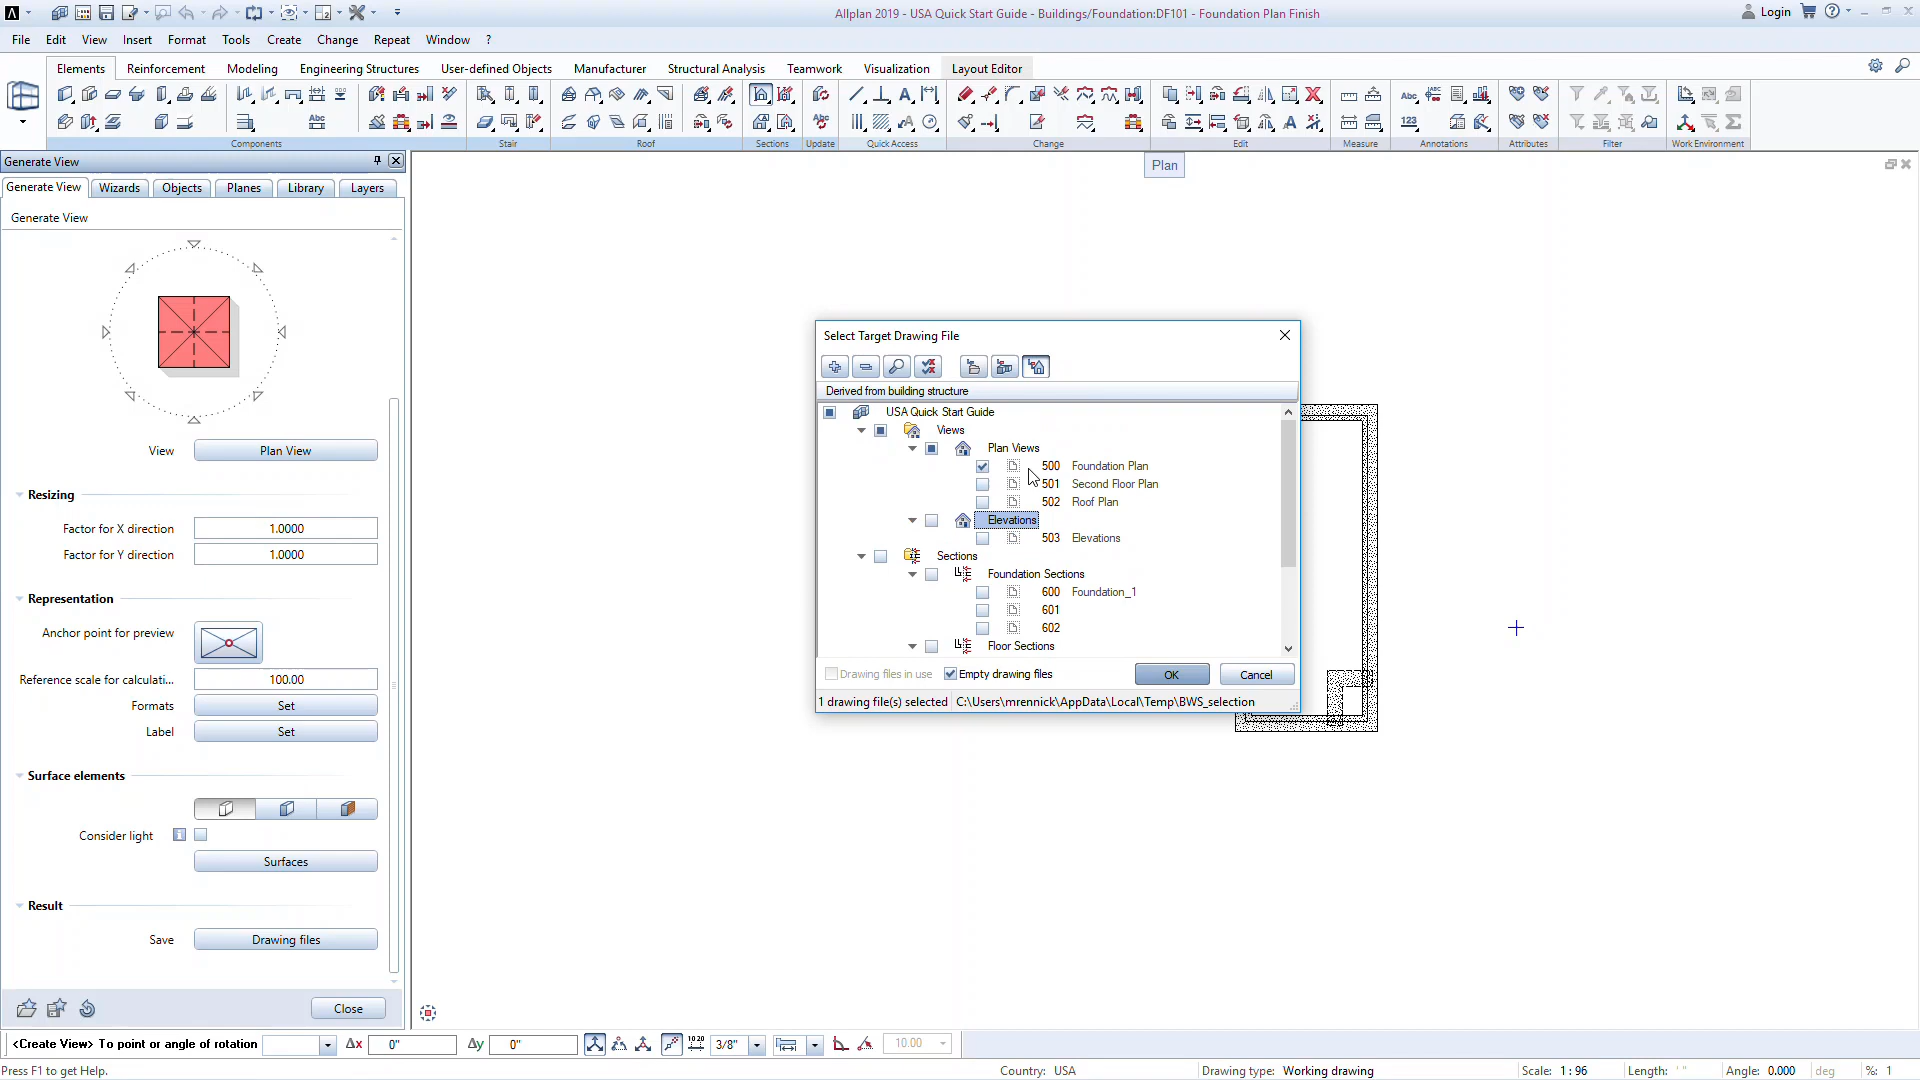 Allplan 2019 - USA Quick Start Guide - Buildings/Foundation:DF101 - Foundation Plan Finish
Login
File Edit View Insert Format Tools Create Change Repeat Window ?
Elements Reinforcement Modeling Engineering Structures User-defined Objects Manufacturer Structural Analysis Teamwork Visualization Layout Editor
Components Stair Roof Sections Update Quick Access Change Edit Measure Annotations Attributes Filter Work Environment
Generate View
Plan
Generate View Wizards Objects Planes Library Layers
Generate View
View Plan View
Resizing
Factor for X direction 1.0000
Factor for Y direction 1.0000
Representation
Anchor point for preview
Reference scale for calculati... 100.00
Formats Set
Label Set
Surface elements
Consider light
Surfaces
Result
Save Drawing files
Close
Select Target Drawing File
Derived from building structure
USA Quick Start Guide
Views
Plan Views
500 Foundation Plan
501 Second Floor Plan
502 Roof Plan
Elevations
503 Elevations
Sections
Foundation Sections
600 Foundation_1
601
602
Floor Sections
Drawing files in use Empty drawing files OK Cancel
1 drawing file(s) selected C:\Users\mrennick\AppData\Local\Temp\BWS_selection
<Create View> To point or angle of rotation Δx 0" Δy 0" 3/8" 10.00
Press F1 to get Help. Country: USA Drawing type: Working drawing Scale: 1 : 96 Length: ' " Angle: 0.000 deg %: 1